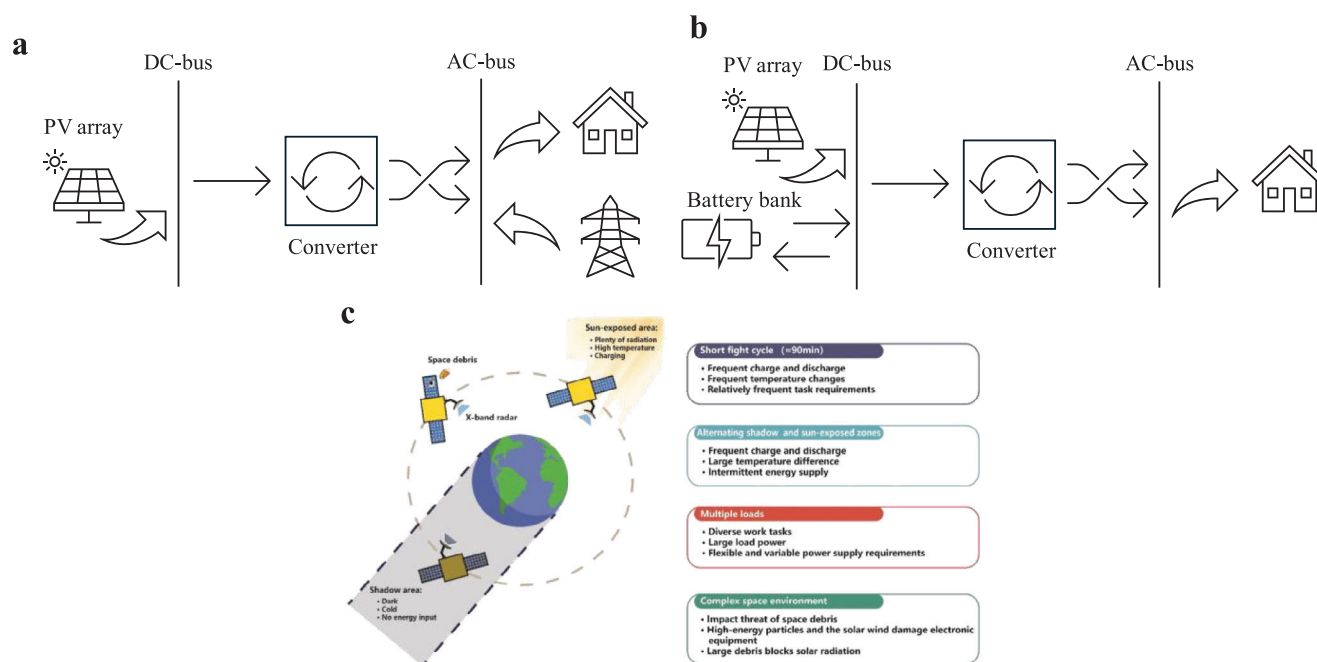 a
DC-bus
AC-bus
PV array
Converter
b
PV array
DC-bus
AC-bus
Battery bank
Converter
c
Sun-exposed area:
• Plenty of radiation
• High temperature
• Charging
Space debris
X-band radar
Shadow area:
• Dark
• Cold
• No energy input
Short fight cycle (≈90min)
• Frequent charge and discharge
• Frequent temperature changes
• Relatively frequent task requirements
Alternating shadow and sun-exposed zones
• Frequent charge and discharge
• Large temperature difference
• Intermittent energy supply
Multiple loads
• Diverse work tasks
• Large load power
• Flexible and variable power supply requirements
Complex space environment
• Impact threat of space debris
• High-energy particles and the solar wind damage electronic
equipment
• Large debris blocks solar radiation